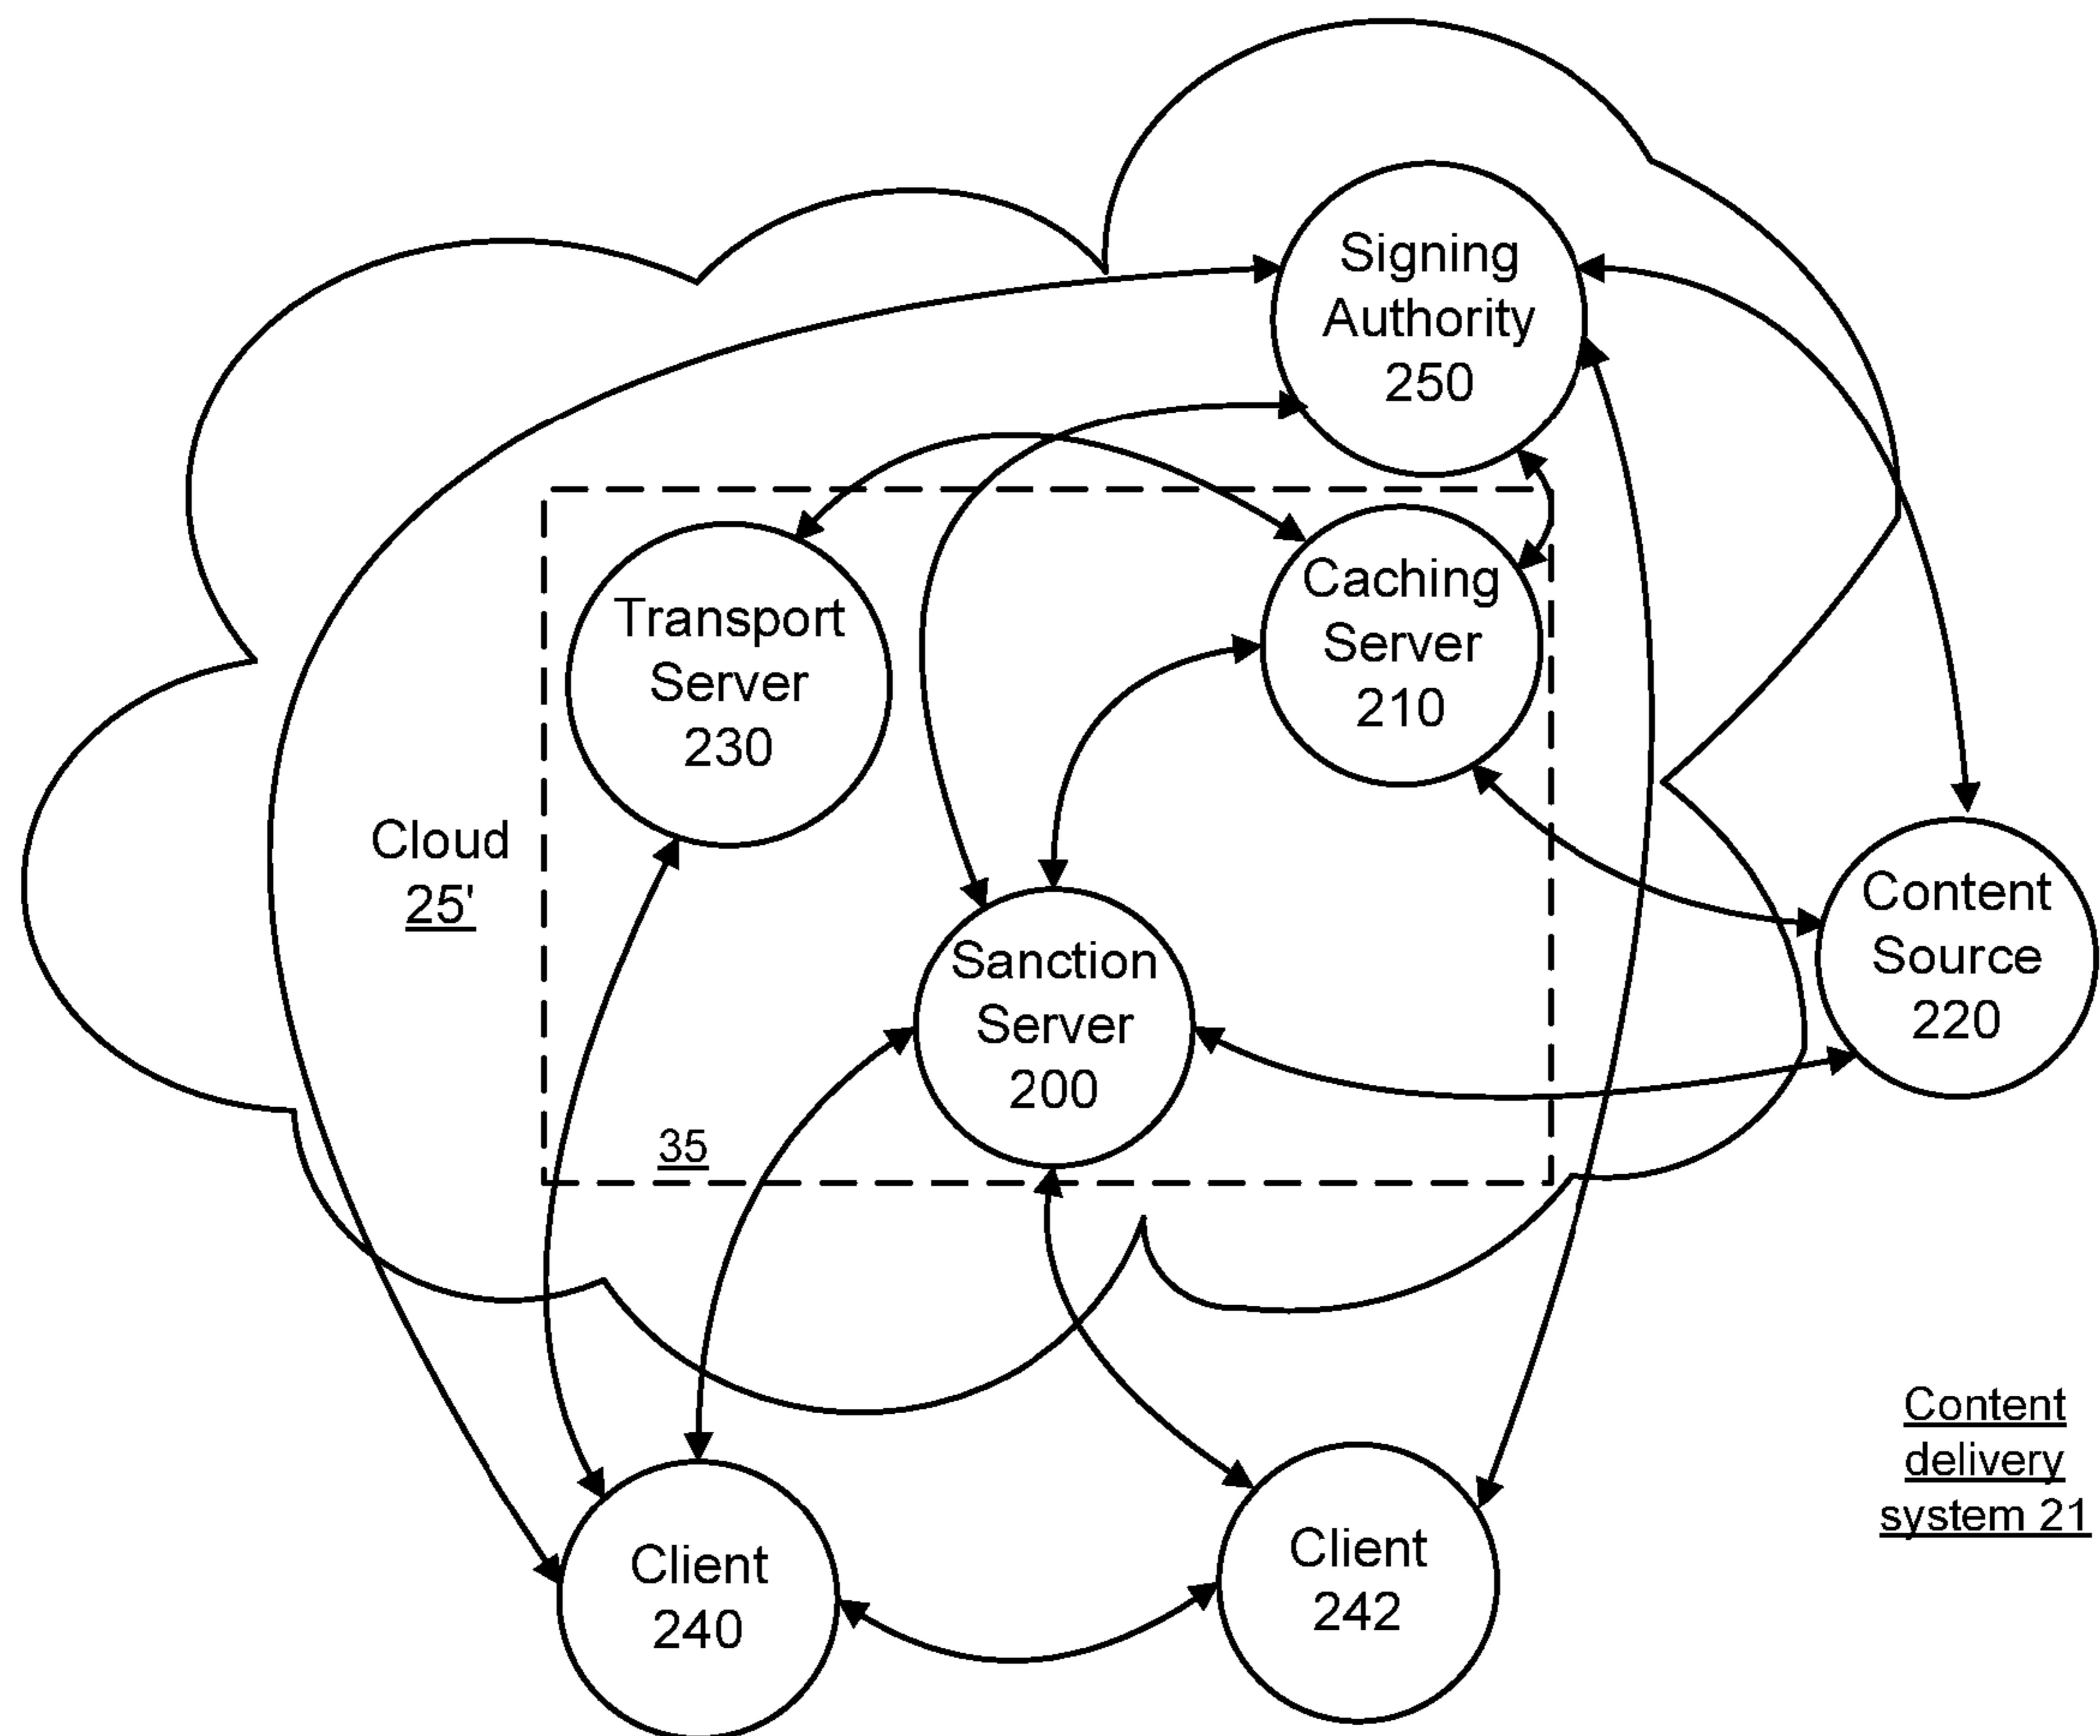 Signing
Authority
250
Caching
Server
210
Transport
Server
230
Cloud
25'
Content
Source
220
Sanction
Server
200
35
Client
240
Client
242
Content
delivery
system 21